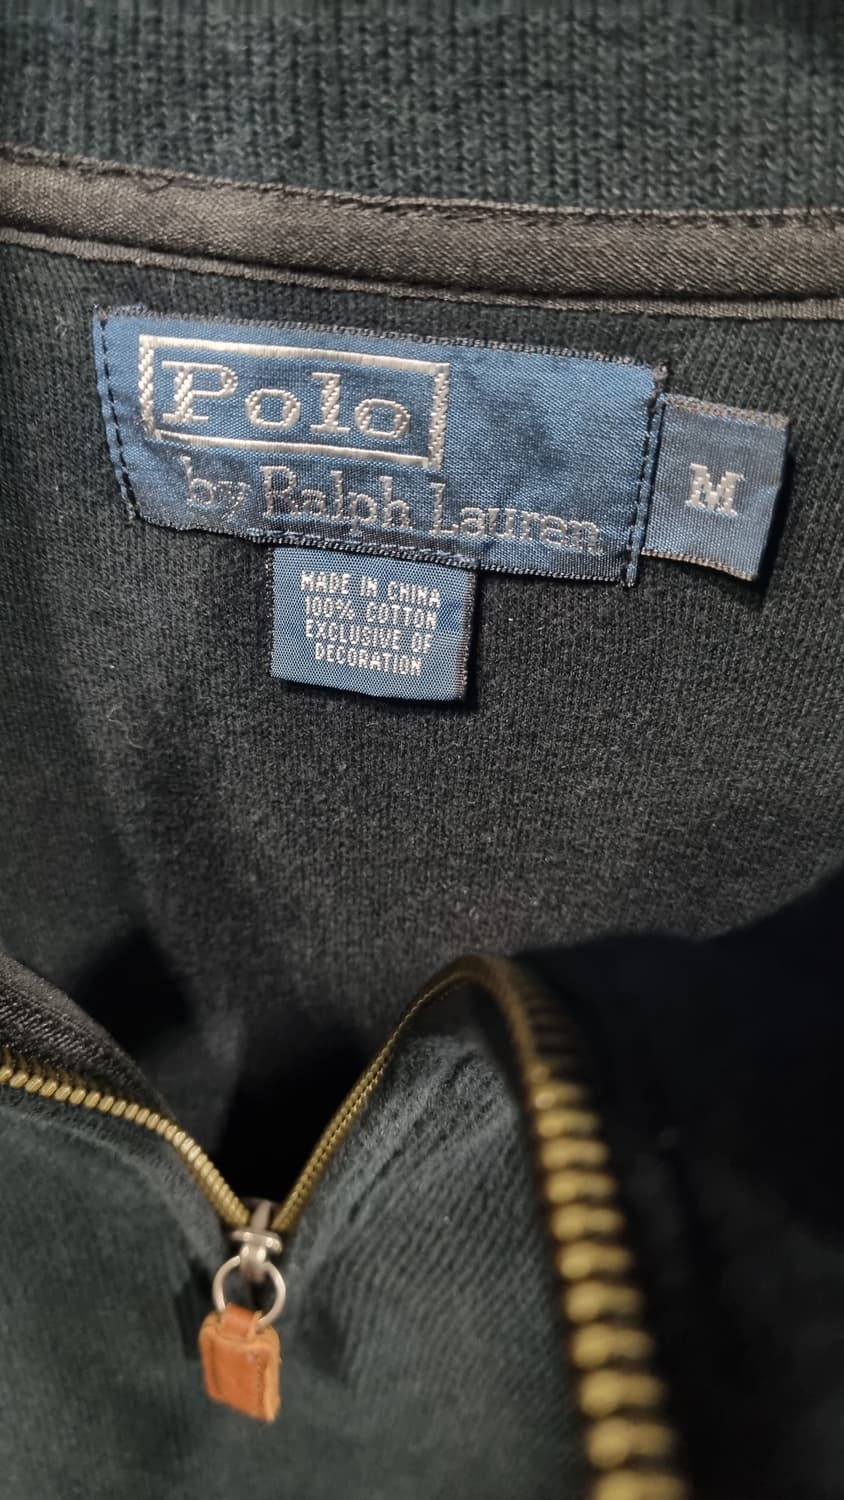 Polo
by Ralph Lauren
M
MADE IN CHINA
100% COTTON
EXCLUSIVE OF
DECORATION